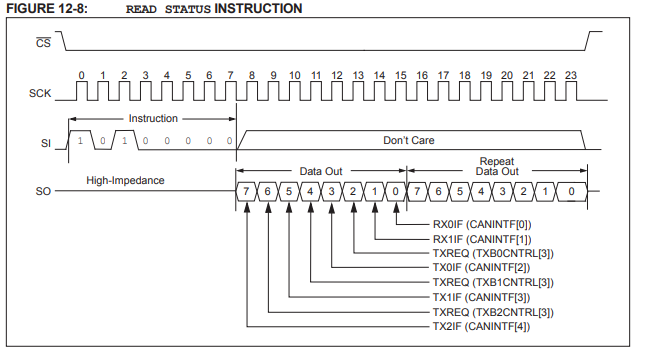 FIGURE 12-8: READ STATUS INSTRUCTION
CS
0 1 2 3 4 5 6 7 8 9 10 11 12 13 14 15 16 17 18 19 20 21 22 23
SCK
Instruction
SI 1 0 1 0 0 0 0 0 Don't Care
Repeat
High-Impedance Data Out Data Out
SO 7 6 5 4 3 2 1 0 7 6 5 4 3 2 1 0
RX0IF (CANINTF[0])
RX1IF (CANINTF[1])
TXREQ (TXB0CNTRL[3])
TX0IF (CANINTF[2])
TXREQ (TXB1CNTRL[3])
TX1IF (CANINTF[3])
TXREQ (TXB2CNTRL[3])
TX2IF (CANINTF[4])